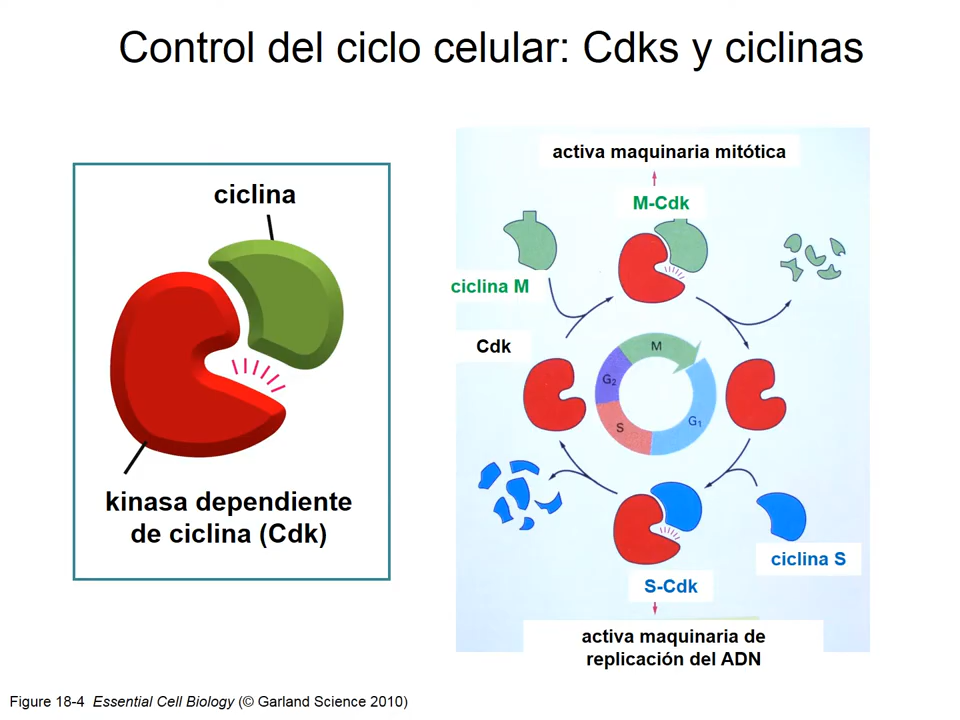 Control del ciclo celular: Cdks y ciclinas
ciclina
kinasa dependiente
de ciclina (Cdk)
activa maquinaria mitótica
M-Cdk
ciclina M
Cdk
M
G2
G1
S
ciclina S
S-Cdk
activa maquinaria de
replicación del ADN
Figure 18-4 Essential Cell Biology (© Garland Science 2010)